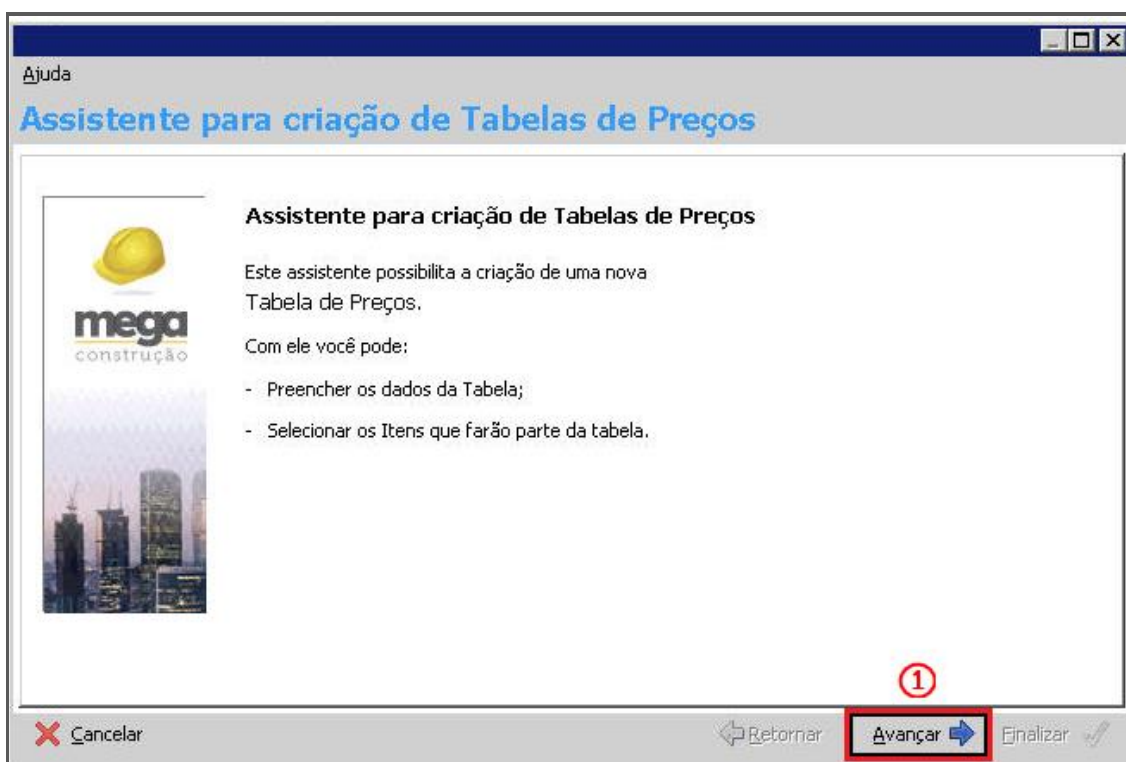 Ajuda
Assistente para criação de Tabelas de Preços
Assistente para criação de Tabelas de Preços
Este assistente possibilita a criação de uma nova
Tabela de Preços.
mega
construção
Com ele você pode:
- Preencher os dados da Tabela;
- Selecionar os Itens que farão parte da tabela.
1
Cancelar
Retornar
Avançar
Finalizar